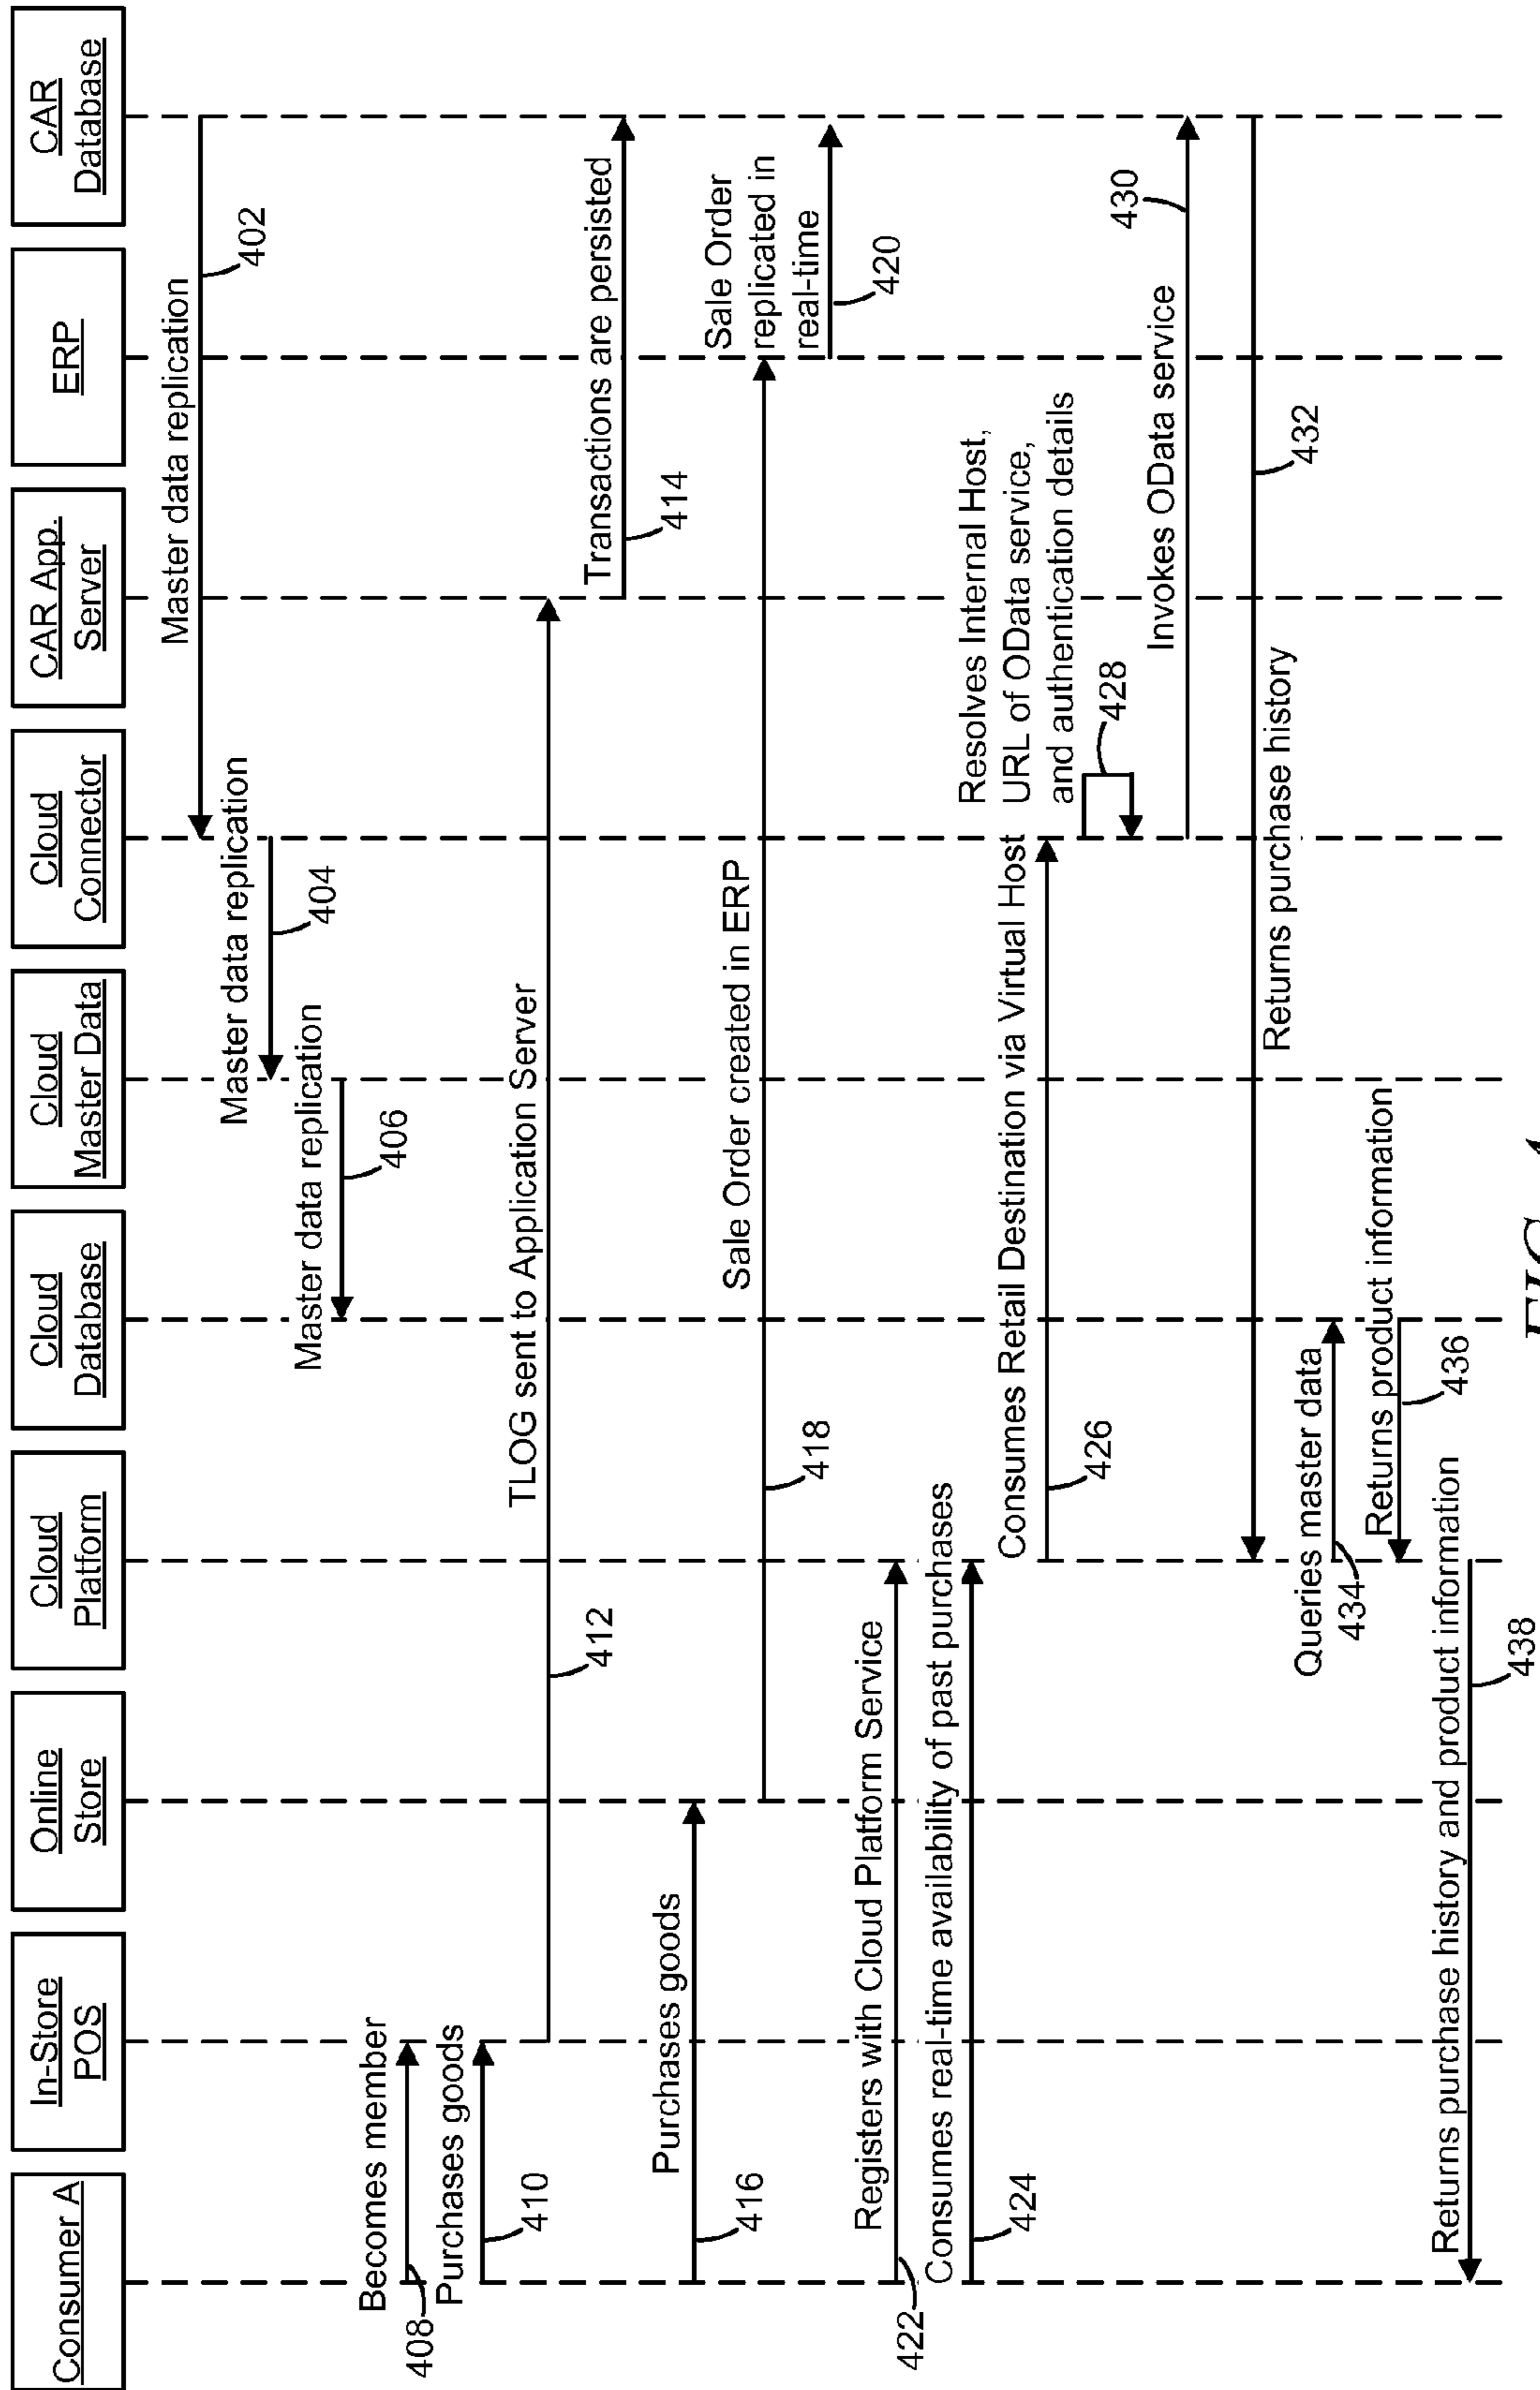 Consumer A
In-Store
POS
Online
Store
Cloud
Platform
Cloud
Database
Cloud
Master Data
Cloud
Connector
CAR App.
Server
ERP
CAR
Database
Master data replication
402
Master data replication
404
Master data replication
406
Becomes member
408
Purchases goods
410
TLOG sent to Application Server
412
Transactions are persisted
414
Purchases goods
416
Sale Order created in ERP
418
Sale Order
replicated in
real-time
420
Registers with Cloud Platform Service
422
Consumes real-time availability of past purchases
424
Consumes Retail Destination via Virtual Host
426
Resolves Internal Host,
URL of OData service,
and authentication details
428
Invokes OData service
430
Returns purchase history
432
Queries master data
434
Returns product information
436
Returns purchase history and product information
438
FIG. 4